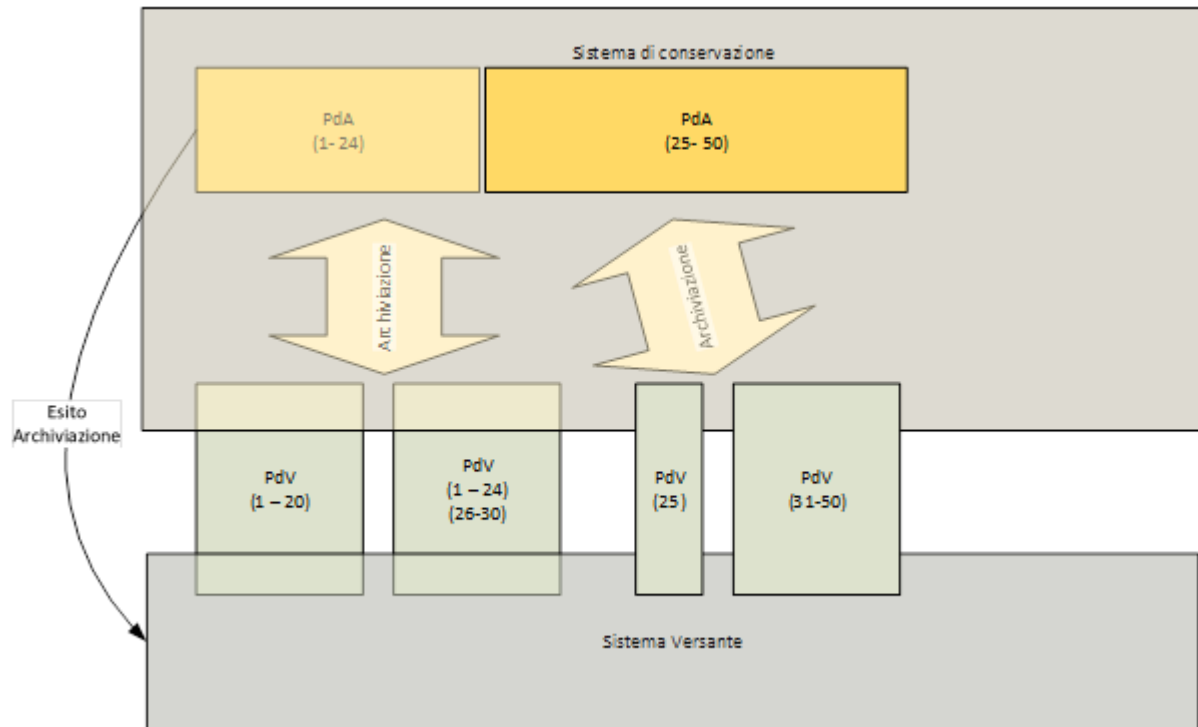 Sistema di conservazione
PdA
(1- 24)
PdA
(25- 50)
Archiviazione
Archiviazione
Esito
Archiviazione
PdV
(1 – 20)
PdV
(1 – 24)
(26-30)
PdV
(25)
PdV
(31-50)
Sistema Versante